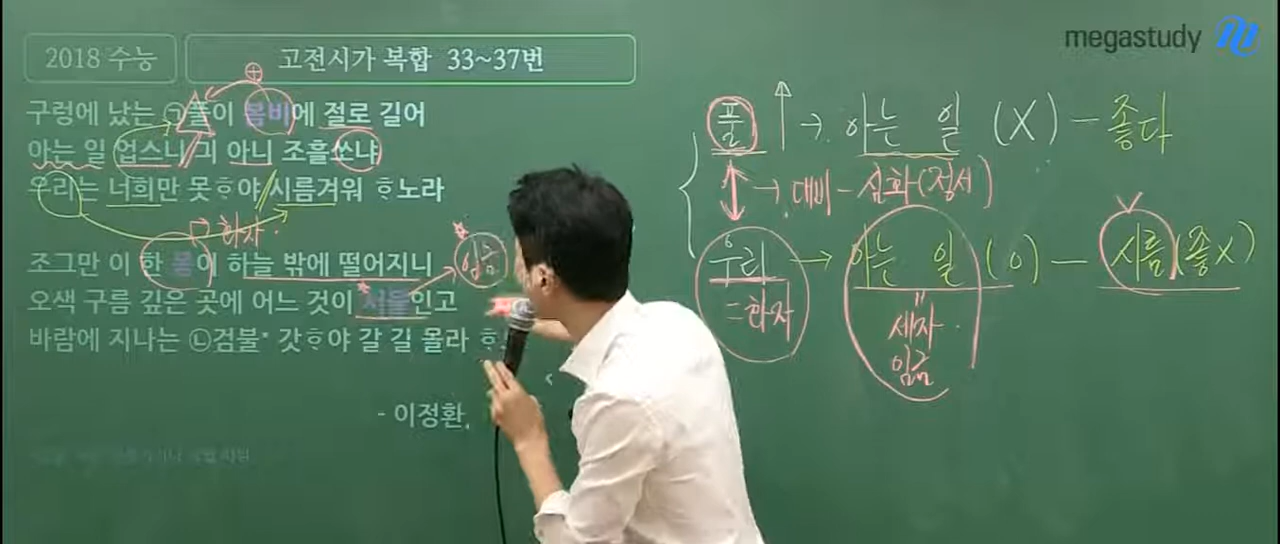 megastudy
2018 수능
고전시가 복합 33~37번
구렁에 났는 ㉠풀이 봄비에 절로 길어
아는 일 업스니 긔 아니 조흘쏘냐
우리는 너희만 못ᄒᆞ야 시름겨워 ᄒᆞ노라
화자.
조그만 이 한 몸이 하늘 밖에 떨어지니
임금
오색 구름 깊은 곳에 어느 것이 서울인고
바람에 지나는 ㉡검불* 갓ᄒᆞ야 갈 길 몰라 ᄒᆞ
- 이정환,
풀 ↑ → 아는 일 (X) - 좋다
↕ → 대비 - 심화(정서)
우리 → 아는 일 (O) - 시름(좋X)
= 화자
=
세자.
임금